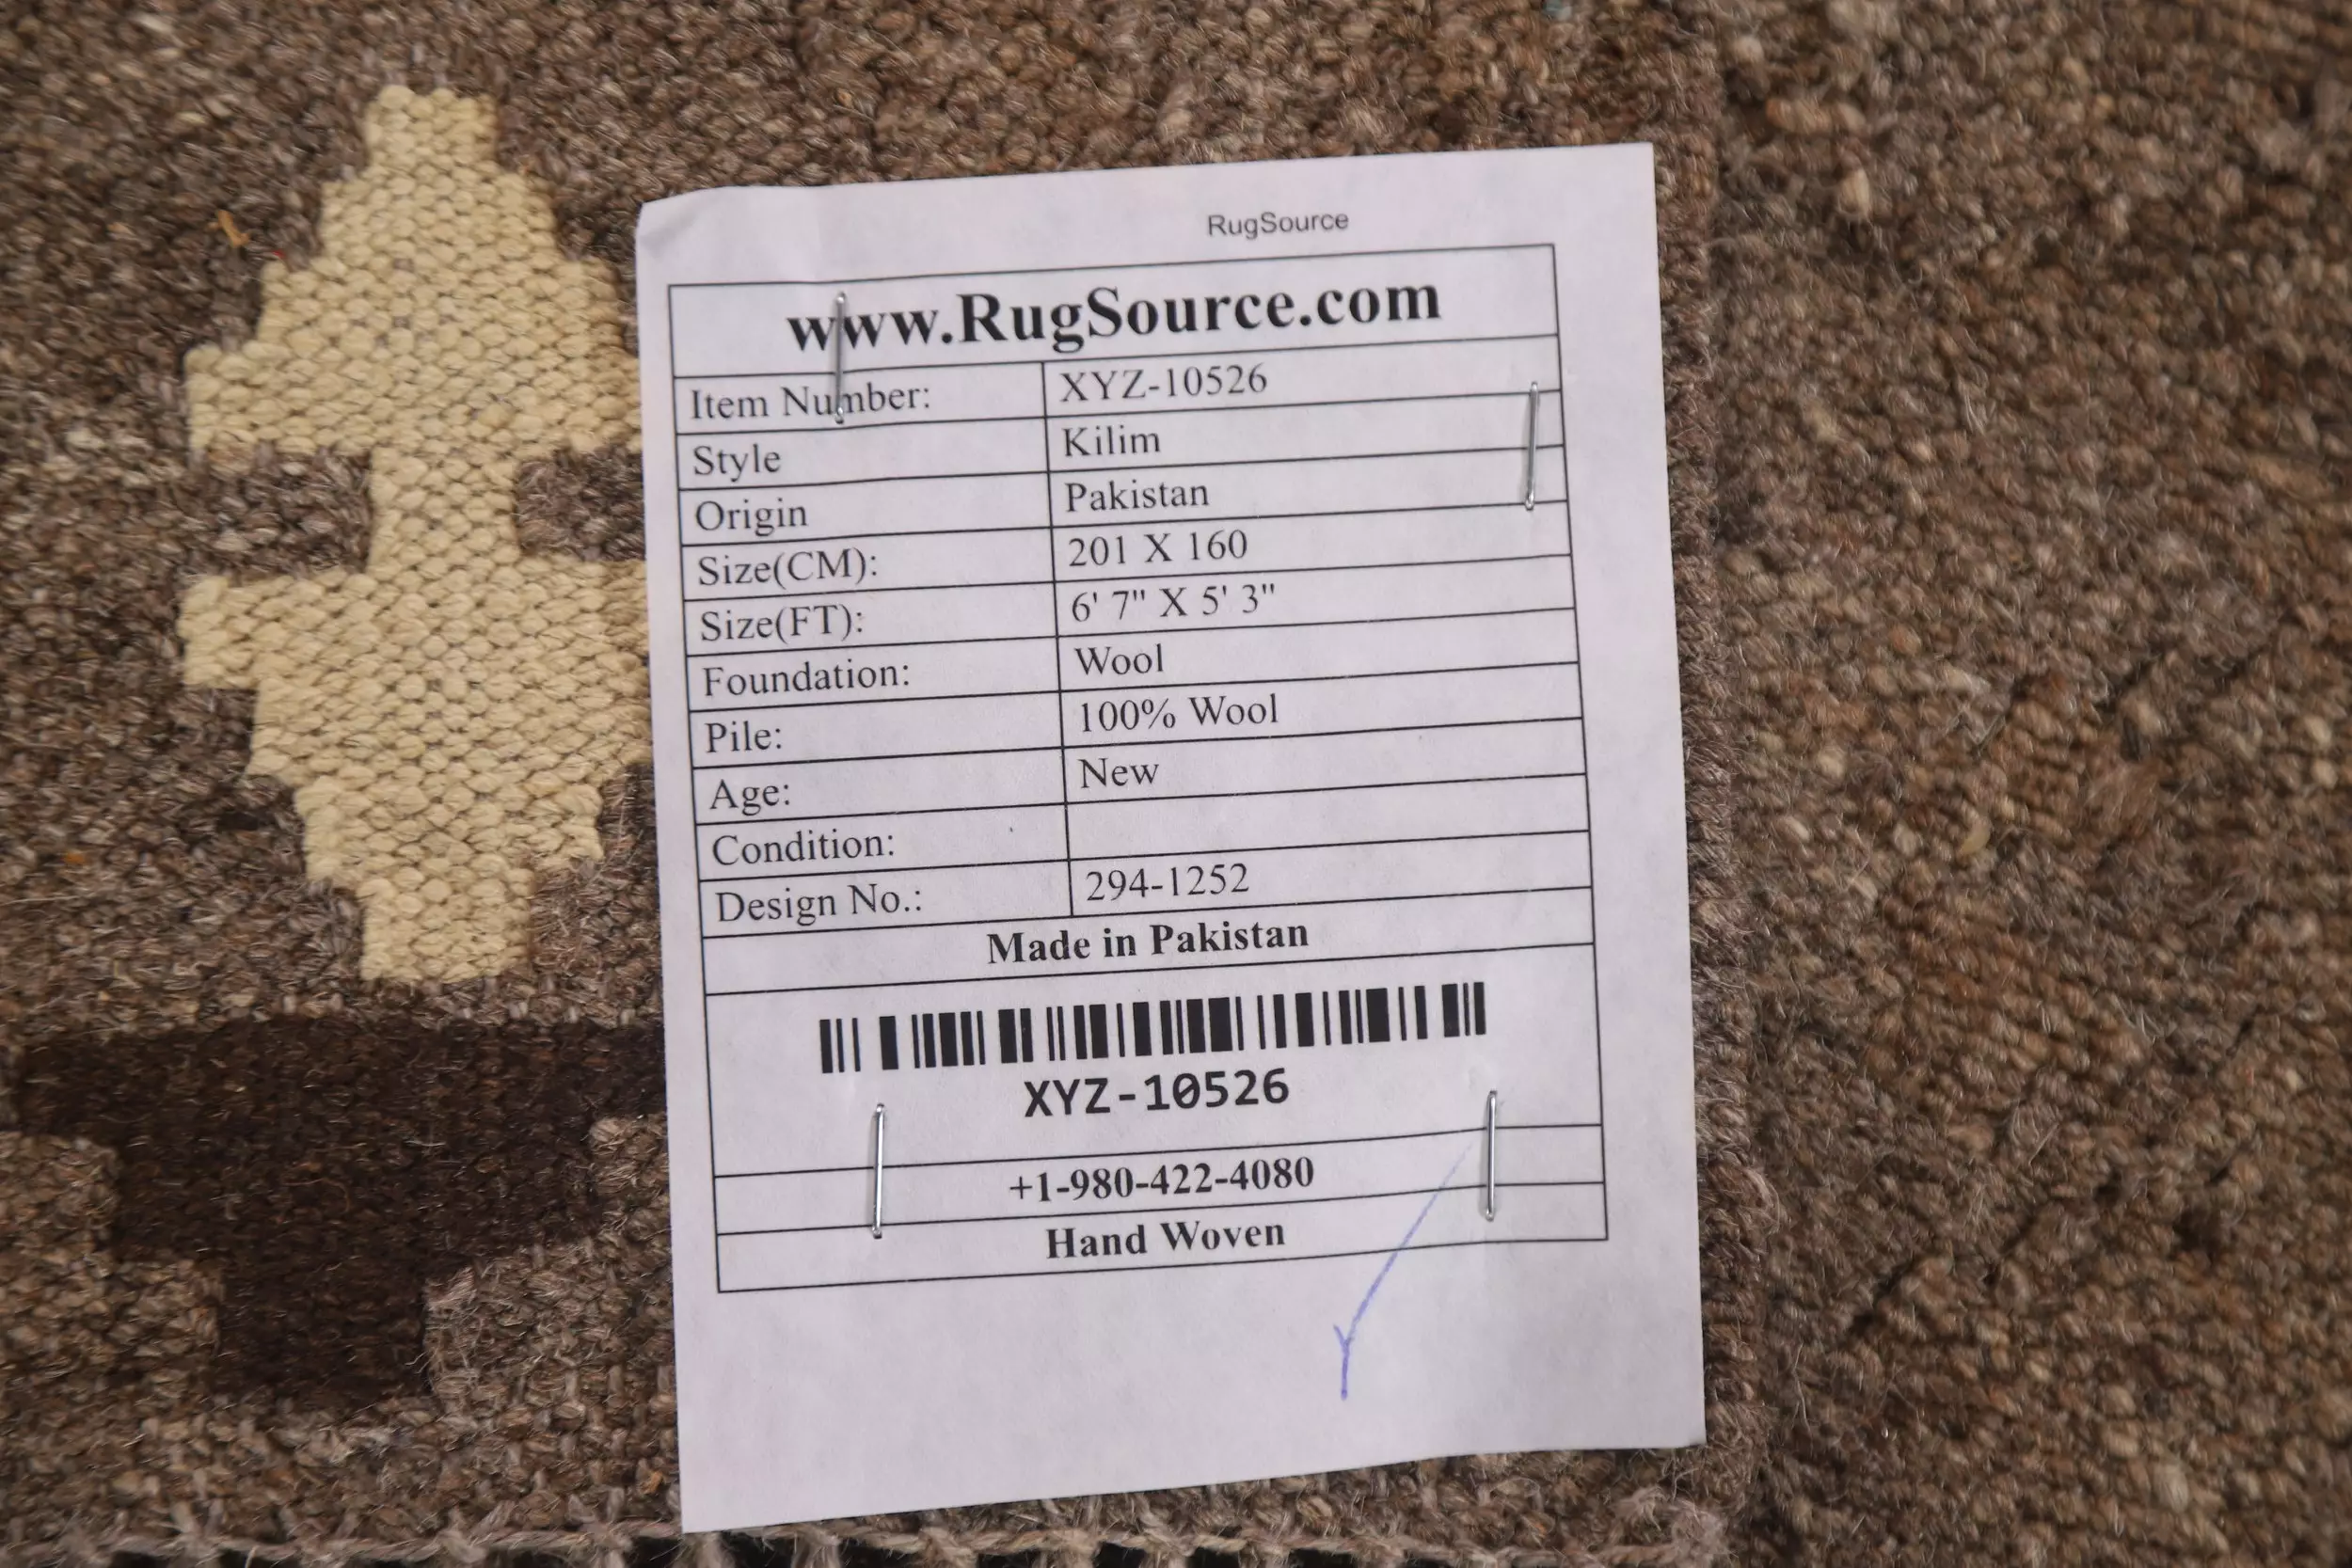 RugSource
www.RugSource.com
Item Number: XYZ-10526
Style Kilim
Origin Pakistan
Size(CM): 201 X 160
Size(FT): 6' 7" X 5' 3"
Foundation: Wool
Pile: 100% Wool
Age: New
Condition:
Design No.: 294-1252
Made in Pakistan
XYZ-10526
+1-980-422-4080
Hand Woven